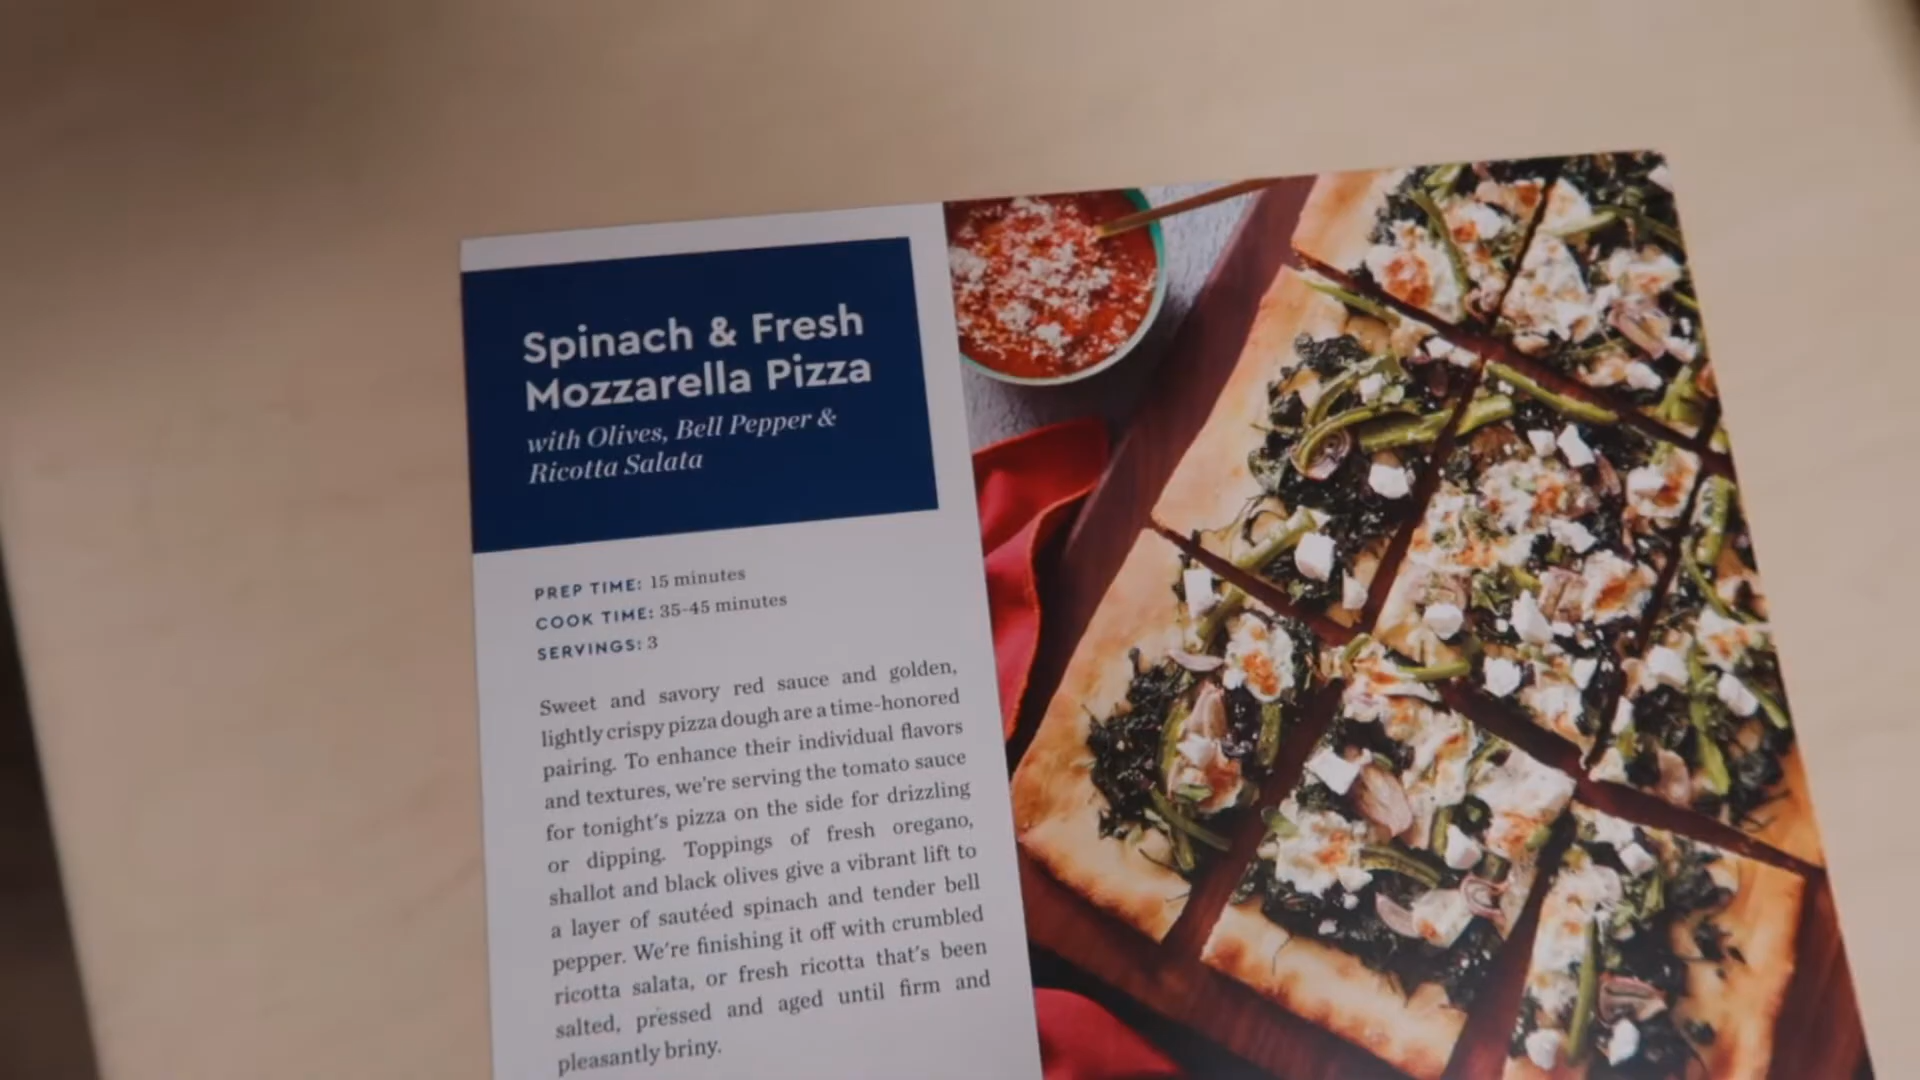 Spinach & Fresh
Mozzarella Pizza
with Olives, Bell Pepper &
Ricotta Salata
PREP TIME: 15 minutes
COOK TIME: 35-45 minutes
SERVINGS: 3
Sweet and savory red sauce and golden,
lightly crispy pizza dough are a time-honored
pairing. To enhance their individual flavors
and textures, we're serving the tomato sauce
for tonight's pizza on the side for drizzling
or dipping. Toppings of fresh oregano,
shallot and black olives give a vibrant lift to
a layer of sautéed spinach and tender bell
pepper. We're finishing it off with crumbled
ricotta salata, or fresh ricotta that's been
salted, pressed and aged until firm and
pleasantly briny.